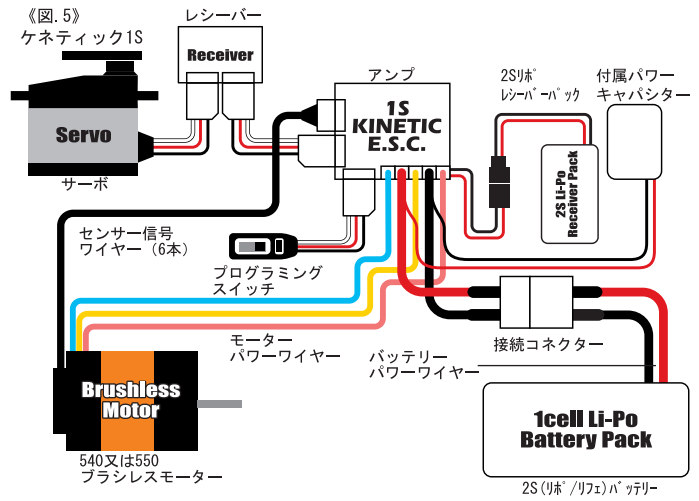 《図.5》
ケネティック1S
レシーバー
Receiver
アンプ
1S
KINETIC
E.S.C.
2Sﾘﾎﾟ
ﾚｼｰﾊﾞｰﾊﾟｯｸ
付属パワー
キャパシター
Servo
サーボ
2S Li-Po
Receiver Pack
センサー信号
ワイヤー（6本）
プログラミング
スイッチ
モーター
パワーワイヤー
バッテリー
パワーワイヤー
接続コネクター
Brushless
Motor
540又は550
ブラシレスモーター
1cell Li-Po
Battery Pack
2S(ﾘﾎﾟ/ﾘﾌｪ)ﾊﾞｯﾃﾘｰ